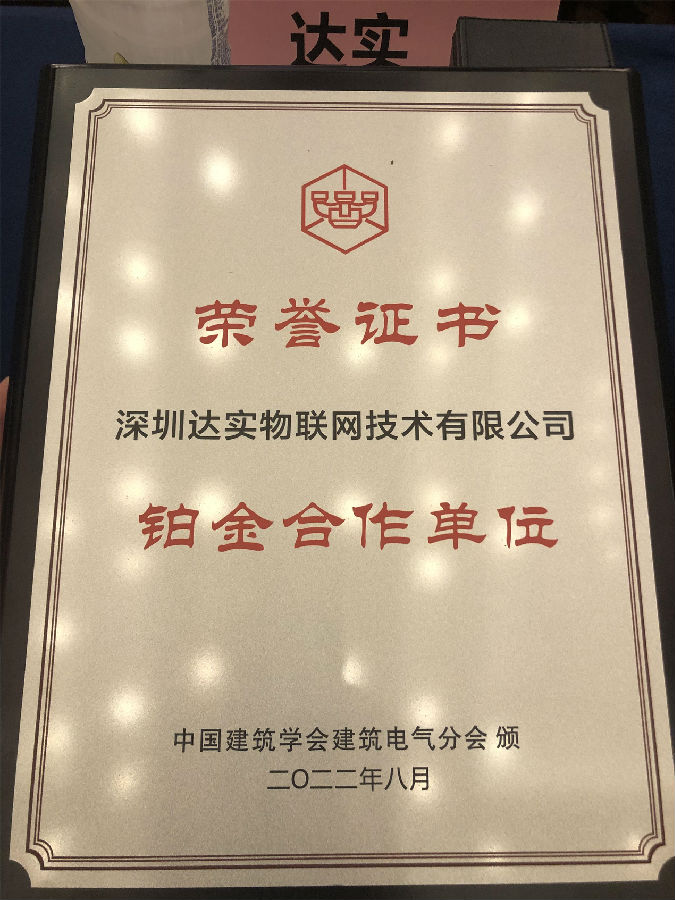 达实
荣誉证书
深圳达实物联网技术有限公司
铂金合作单位
中国建筑学会建筑电气分会 颁
二〇二二年八月